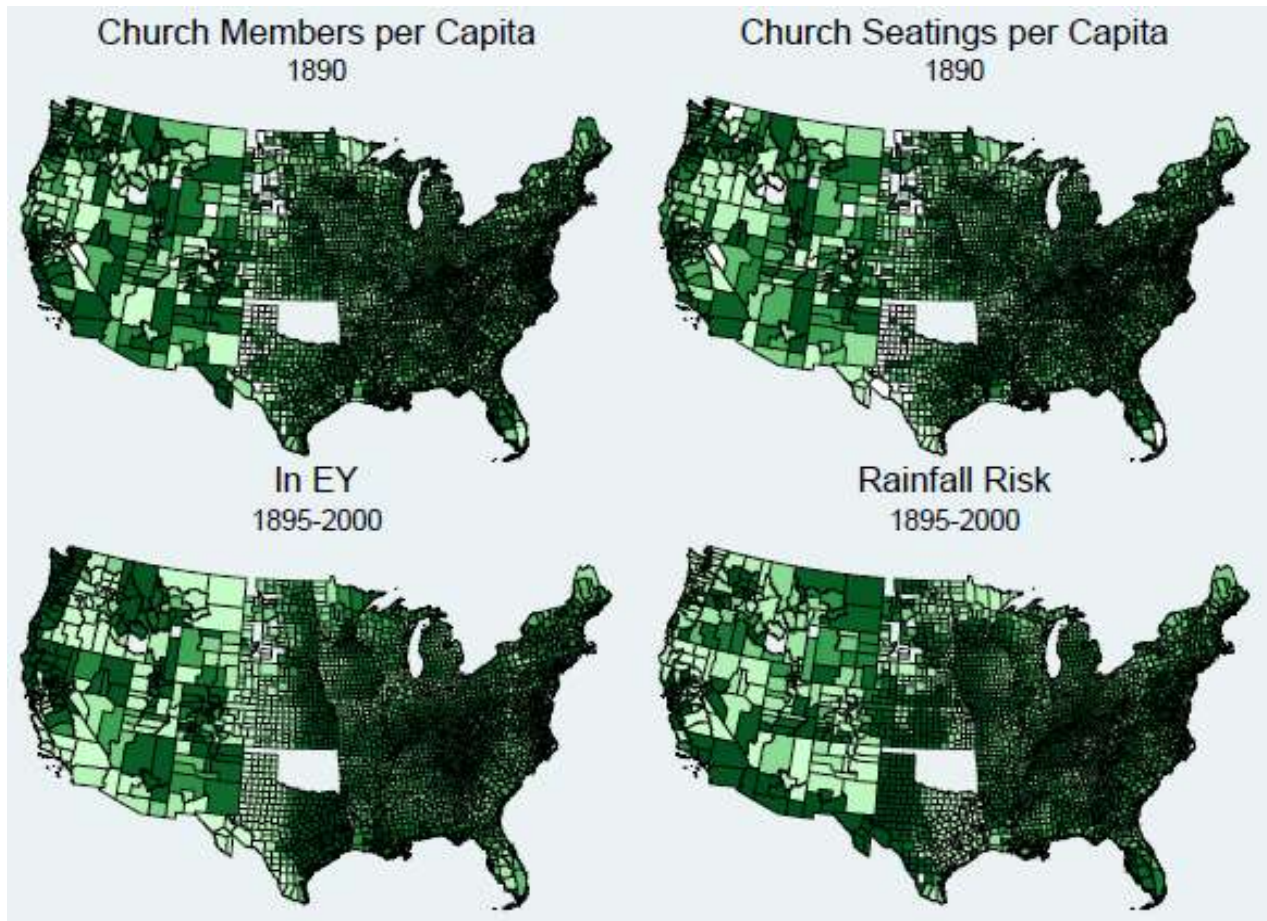 Church Members per Capita
1890
Church Seatings per Capita
1890
ln EY
1895-2000
Rainfall Risk
1895-2000